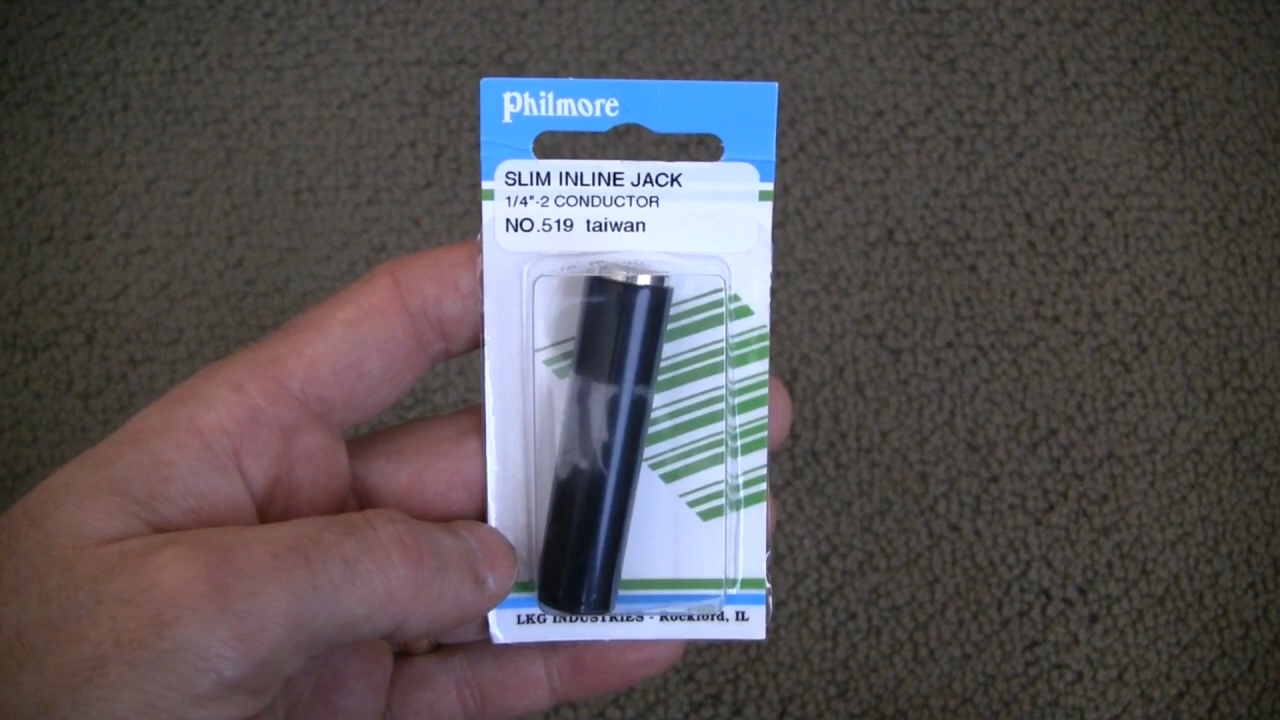 Philmore
SLIM INLINE JACK
1/4"-2 CONDUCTOR
NO.519 taiwan
LKG INDUSTRIES - Rockford, IL